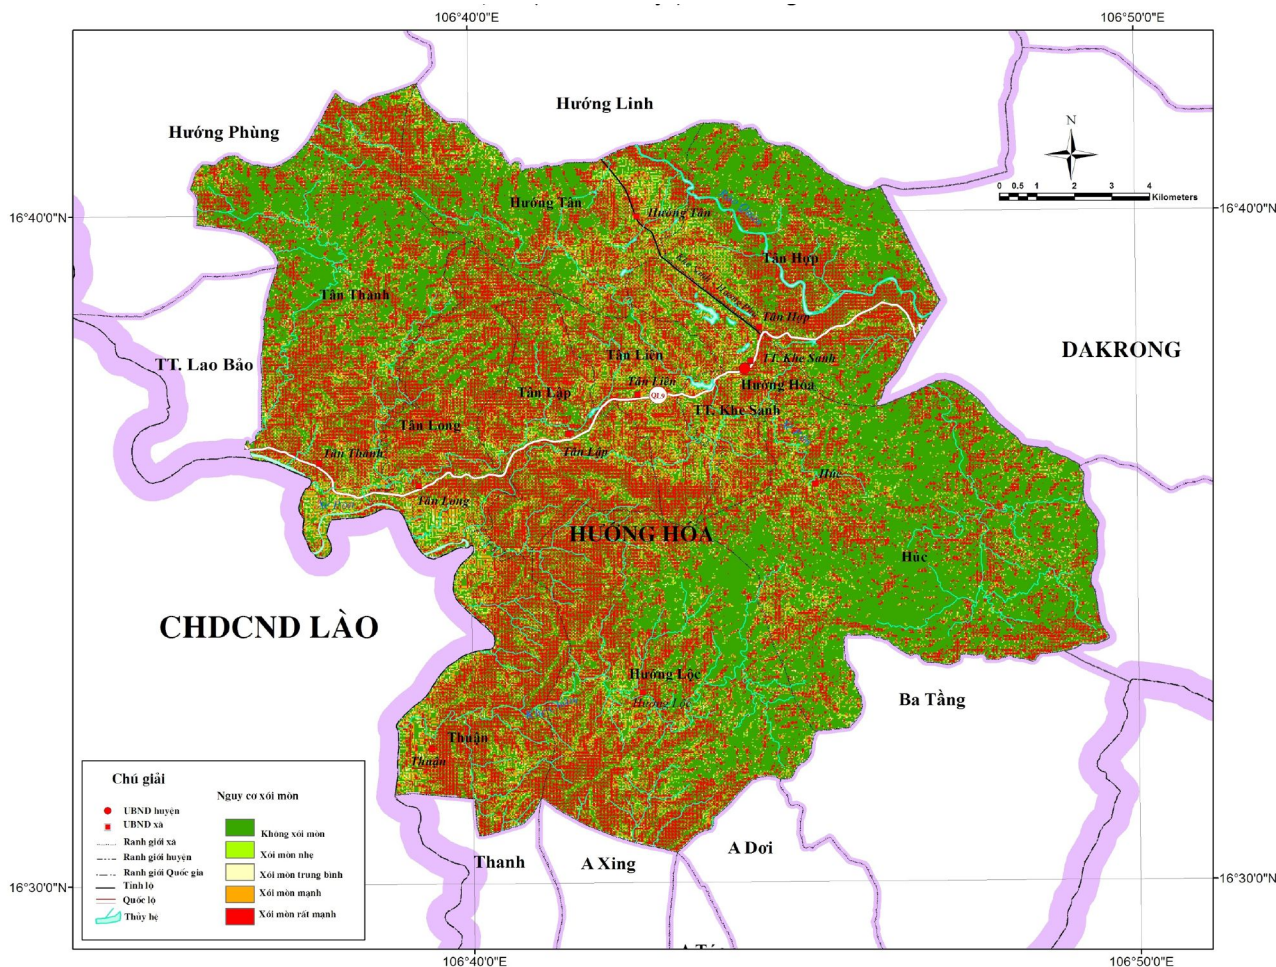 106°40'0"E
106°50'0"E
Hướng Linh
Hướng Phùng
N
0 0.5 1 2 3 4
Kilometers
16°40'0"N
16°40'0"N
Hướng Tân
Hướng Tân
Tân Hợp
Tân Thành
Tân Hợp
DAKRONG
TT. Lao Bảo
Tân Liên
TT. Khe Sanh
Tân Liên
Hướng Hóa
Tân Lập
QL9
TT. Khe Sanh
Tân Long
Tân Lập
Tân Thành
Húc
Tân Long
HƯỚNG HÓA
Húc
CHDCND LÀO
Hướng Lộc
Hướng Lộc
Ba Tầng
Thuận
Thuận
Chú giải
UBND huyện
UBND xã
Ranh giới xã
Ranh giới huyện
Ranh giới Quốc gia
Tỉnh lộ
Quốc lộ
Thủy hệ
Nguy cơ xói mòn
Không xói mòn
Xói mòn nhẹ
Xói mòn trung bình
Xói mòn mạnh
Xói mòn rất mạnh
Thanh
A Xing
A Dơi
16°30'0"N
16°30'0"N
106°40'0"E
106°50'0"E